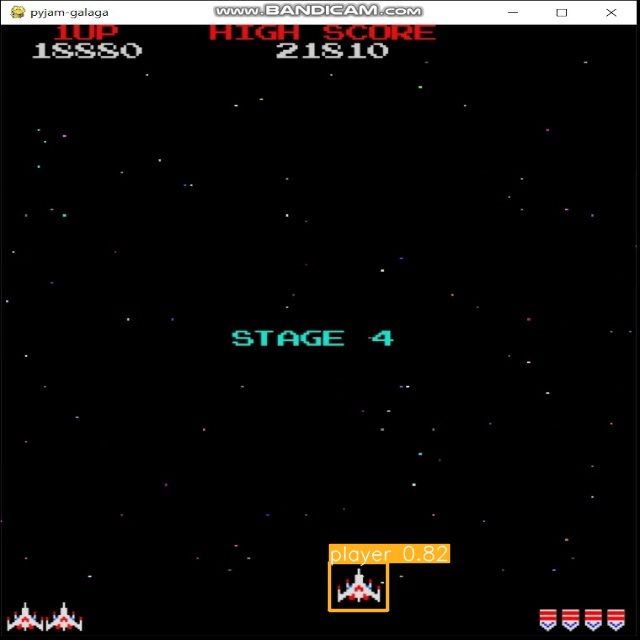 pyjam-galaga
www.BANDICAM.com
1UP HIGH SCORE
18880 21810
STAGE 4
player 0.82